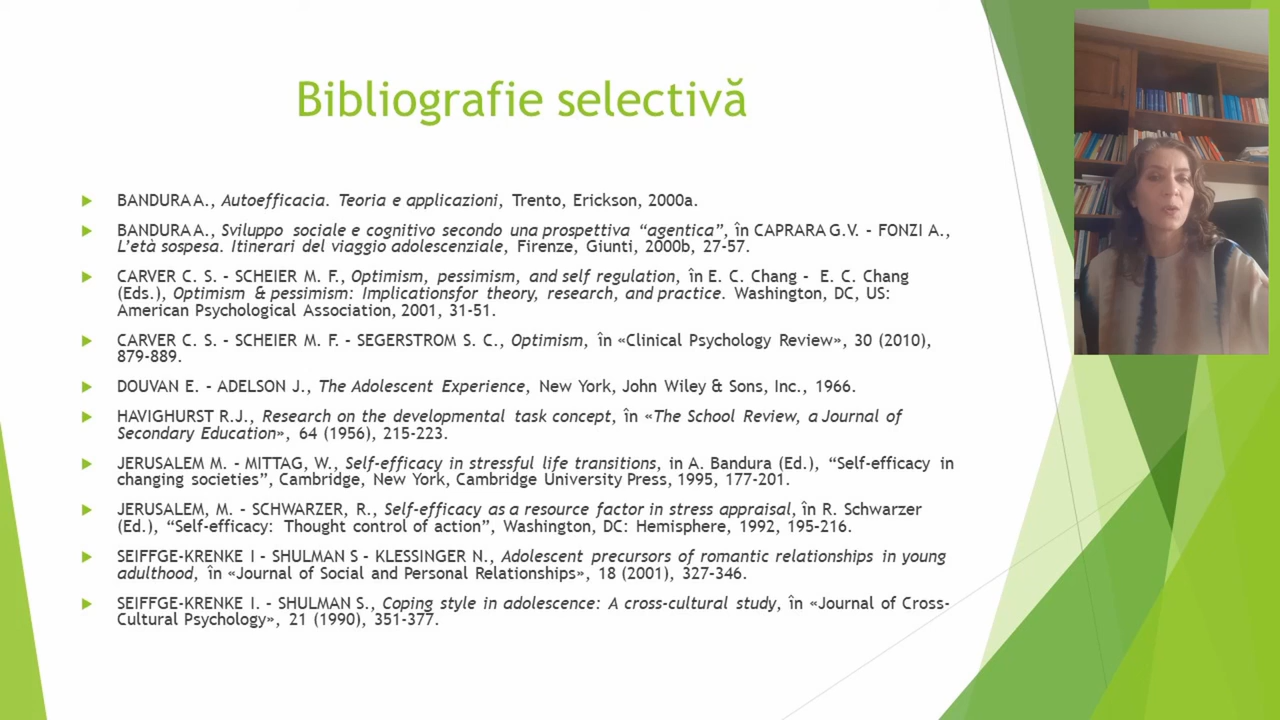 Bibliografie selectivă
BANDURA A., Autoefficacia. Teoria e applicazioni, Trento, Erickson, 2000a.
BANDURA A., Sviluppo sociale e cognitivo secondo una prospettiva “agentica”, în CAPRARA G.V. - FONZI A.,
L’età sospesa. Itinerari del viaggio adolescenziale, Firenze, Giunti, 2000b, 27-57.
CARVER C. S. - SCHEIER M. F., Optimism, pessimism, and self regulation, în E. C. Chang - E. C. Chang
(Eds.), Optimism & pessimism: Implicationsfor theory, research, and practice. Washington, DC, US:
American Psychological Association, 2001, 31-51.
CARVER C. S. - SCHEIER M. F. - SEGERSTROM S. C., Optimism, în «Clinical Psychology Review», 30 (2010),
879-889.
DOUVAN E. - ADELSON J., The Adolescent Experience, New York, John Wiley & Sons, Inc., 1966.
HAVIGHURST R.J., Research on the developmental task concept, în «The School Review, a Journal of
Secondary Education», 64 (1956), 215-223.
JERUSALEM M. - MITTAG, W., Self-efficacy in stressful life transitions, in A. Bandura (Ed.), “Self-efficacy in
changing societies”, Cambridge, New York, Cambridge University Press, 1995, 177-201.
JERUSALEM, M. - SCHWARZER, R., Self-efficacy as a resource factor in stress appraisal, în R. Schwarzer
(Ed.), “Self-efficacy: Thought control of action”, Washington, DC: Hemisphere, 1992, 195-216.
SEIFFGE-KRENKE I - SHULMAN S - KLESSINGER N., Adolescent precursors of romantic relationships in young
adulthood, în «Journal of Social and Personal Relationships», 18 (2001), 327-346.
SEIFFGE-KRENKE I. - SHULMAN S., Coping style in adolescence: A cross-cultural study, în «Journal of Cross-
Cultural Psychology», 21 (1990), 351-377.